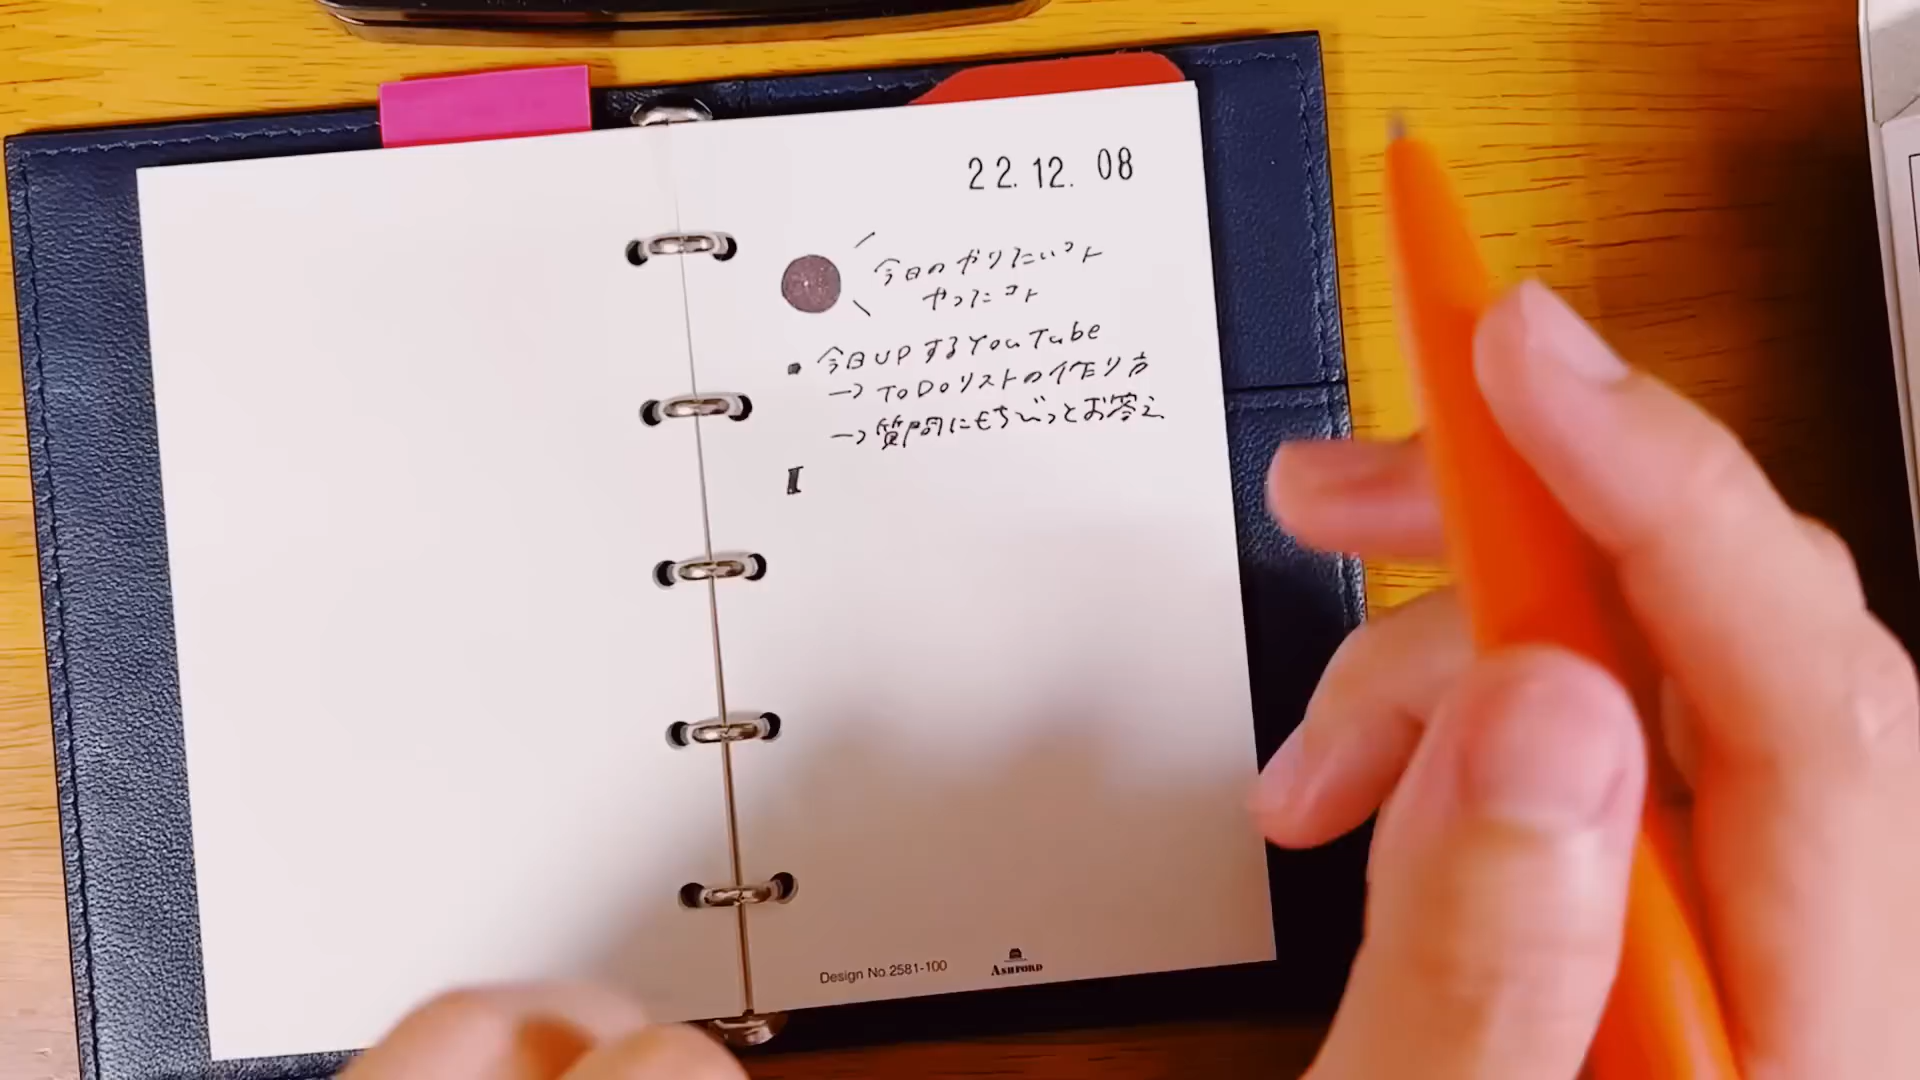 22.12.08
今日のやりたいコト
やったコト
今日UPするYouTube
→ToDoリストの作り方
→質問にもちびっとお答え
Design No.2581-100
ASHFORD